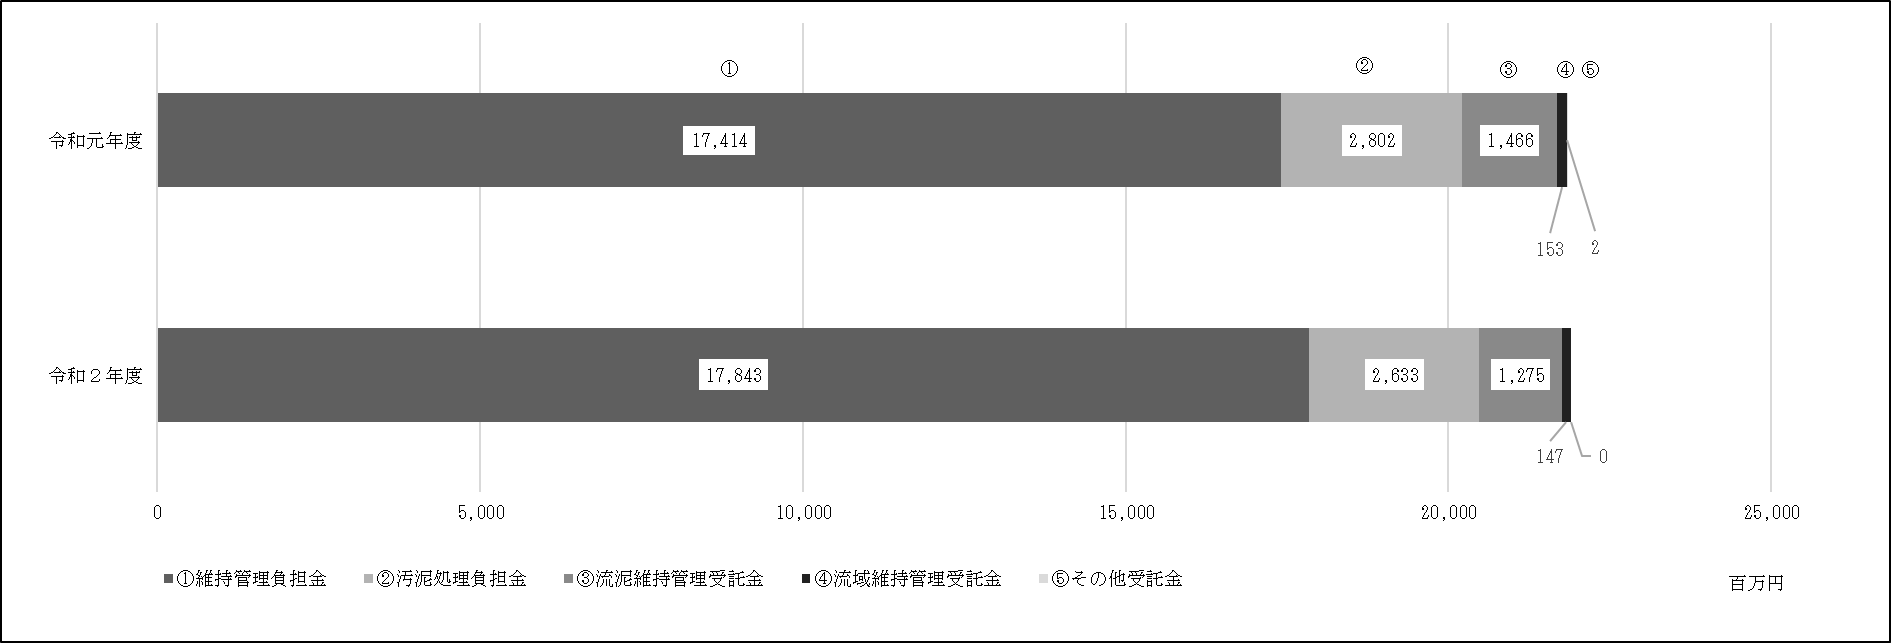 ① ② ③ ④ ⑤
令和元年度 17,414 2,802 1,466
153 2
令和２年度 17,843 2,633 1,275
147 0
0 5,000 10,000 15,000 20,000 25,000
①維持管理負担金 ②汚泥処理負担金 ③流泥維持管理受託金 ④流域維持管理受託金 ⑤その他受託金
百万円